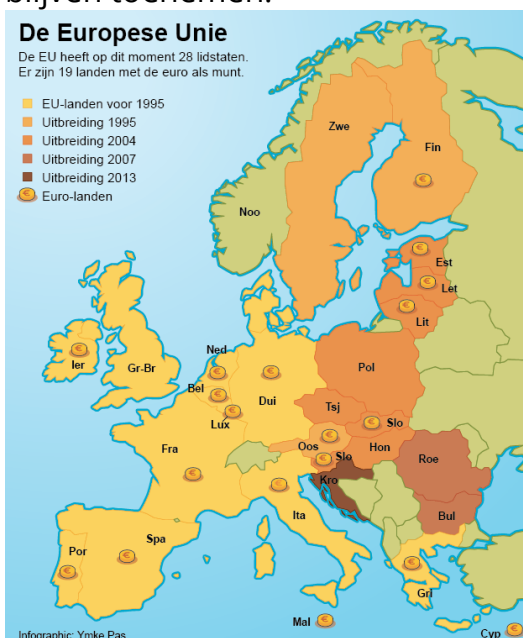 blijven toenemen.
De Europese Unie
De EU heeft op dit moment 28 lidstaten.
Er zijn 19 landen met de euro als munt.
EU-landen voor 1995
Uitbreiding 1995
Uitbreiding 2004
Uitbreiding 2007
Uitbreiding 2013
€ Euro-landen
Zwe
Fin
Noo
Est
Let
Lit
Ier
Gr-Br
Ned
Bel
Dui
Lux
Pol
Tsj
Slo
Oos
Slo
Hon
Roe
Kro
Fra
Ita
Bul
Por
Spa
Gri
Mal
Cyp
Infographic: Ymke Pas